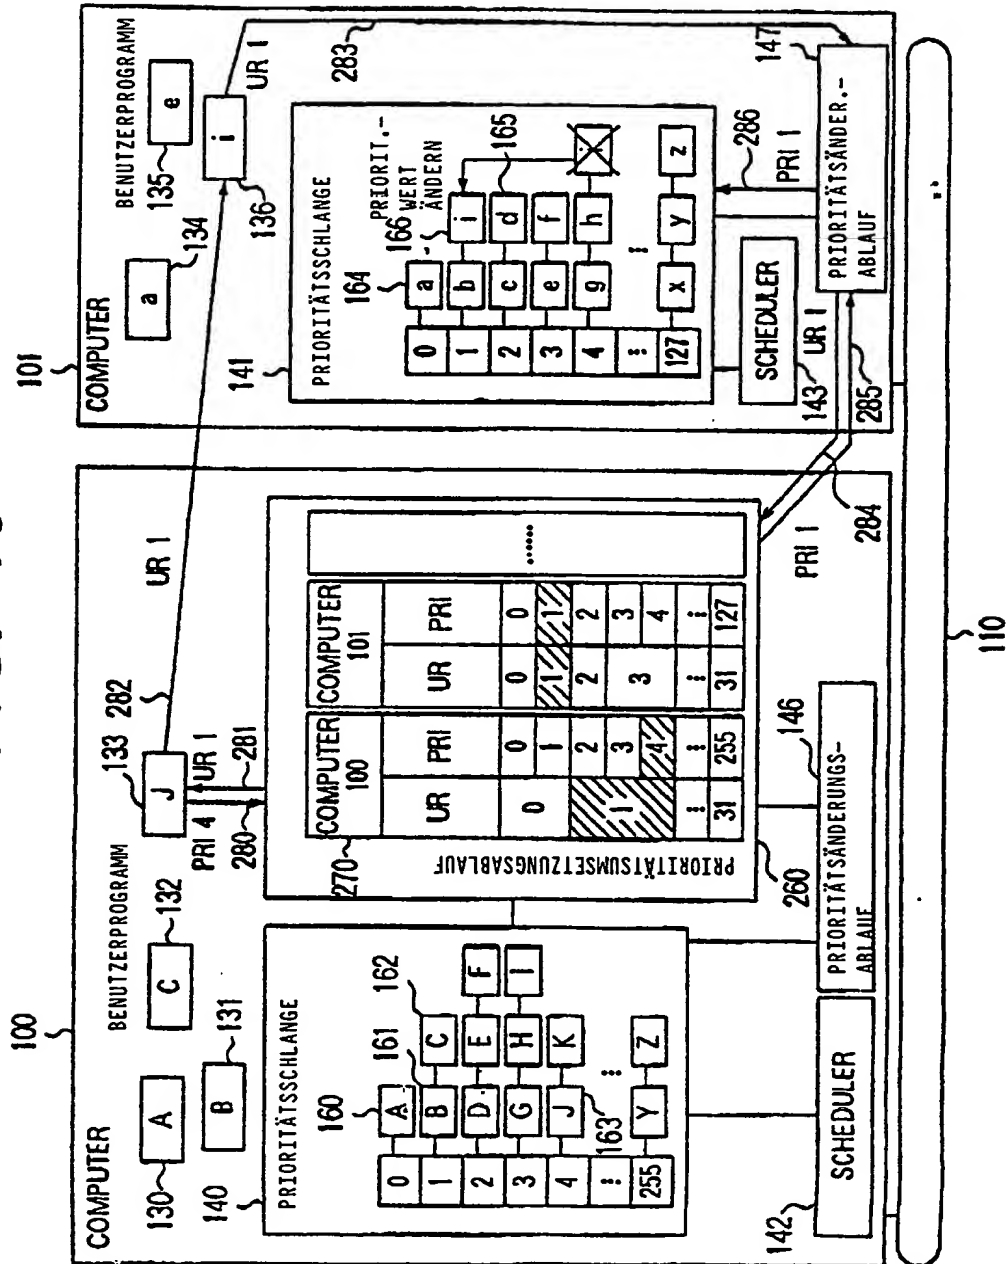 100
COMPUTER
BENUTZERPROGRAMM
A
130
B
131
C
132
J
133
PRI 4
UR 1
280
281
282
UR 1
140
PRIORITÄTSSCHLANGE
160
161
162
0 A
1 B C
2 D E F
3 G H I
4 J K
163
⋮ ⋮
255 Y Z
270
COMPUTER 100
COMPUTER 101
UR PRI UR PRI
0 0 0 0
1 1 1
1 2 2 2
3 3 3
4 4
⋮ ⋮ ⋮ ⋮
31 255 31 127
......
PRIORITÄTSUMSETZUNGSABLAUF
260
142
SCHEDULER
146
PRIORITÄTSÄNDERUNGS-
ABLAUF
PRI 1
284
110
101
COMPUTER
BENUTZERPROGRAMM
a
134
e
135
i
136
UR 1
283
141
PRIORITÄTSSCHLANGE
164
166
PRIORIT.-
WERT
ÄNDERN
165
0 a
1 b i
2 c d
3 e f
4 g h i
⋮ ⋮
127 x y z
SCHEDULER
143
UR 1
285
PRI 1
286
147
PRIORITÄTSÄNDER.-
ABLAUF